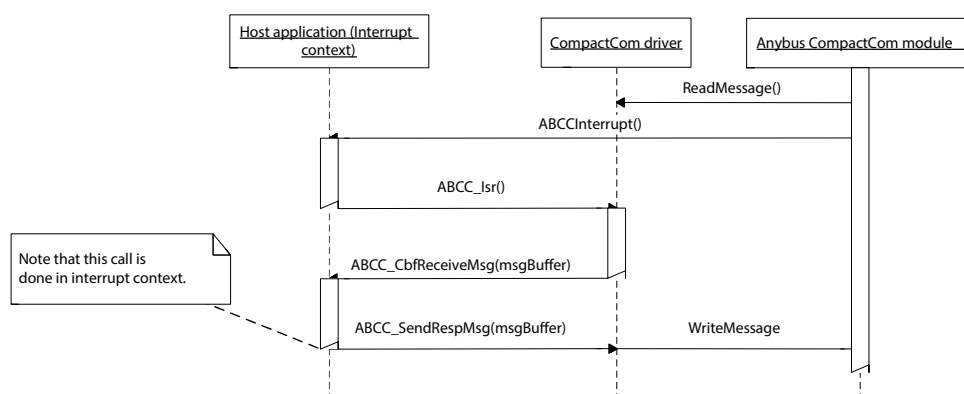 Host application (Interrupt
context)
CompactCom driver
Anybus CompactCom module
ReadMessage()
ABCCInterrupt()
ABCC_Isr()
Note that this call is
done in interrupt context.
ABCC_CbfReceiveMsg(msgBuffer)
ABCC_SendRespMsg(msgBuffer)
WriteMessage